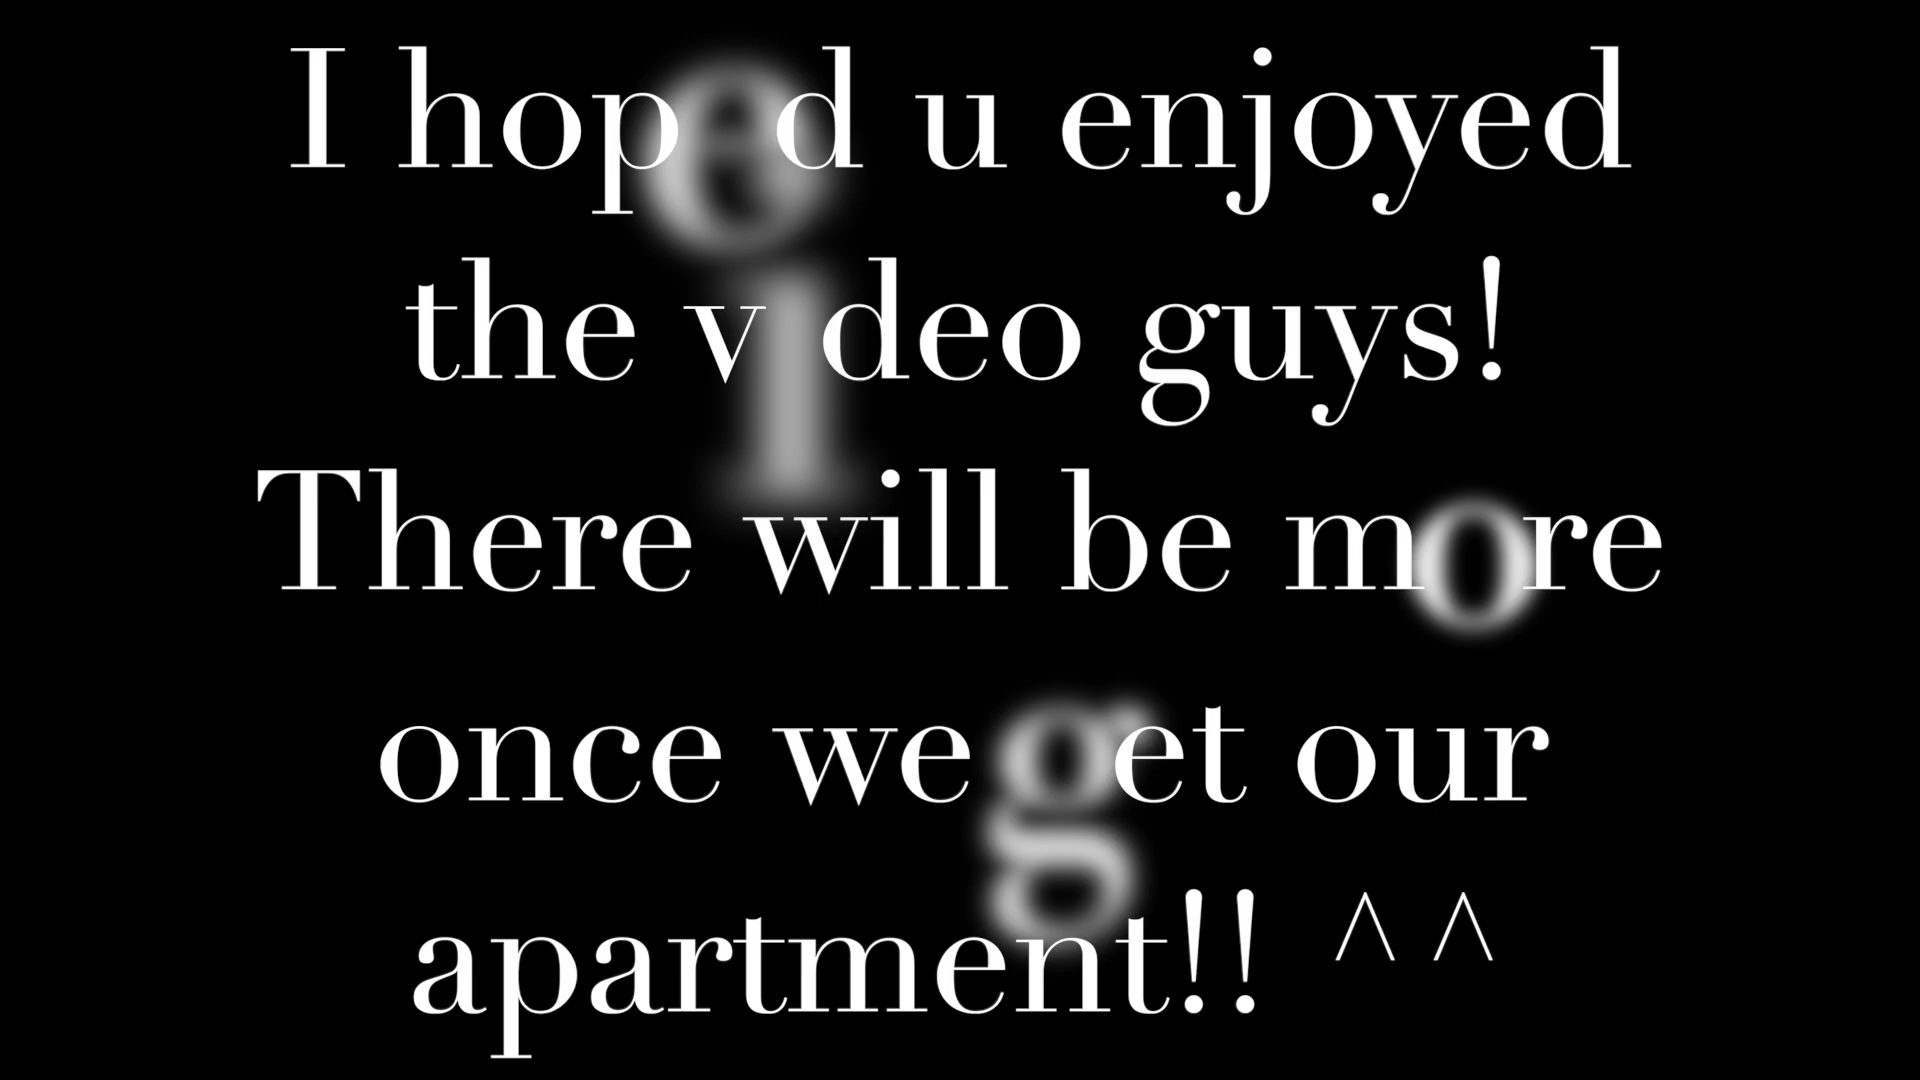 I hoped u enjoyed
the video guys!
There will be more
once we get our
apartment!! ^^